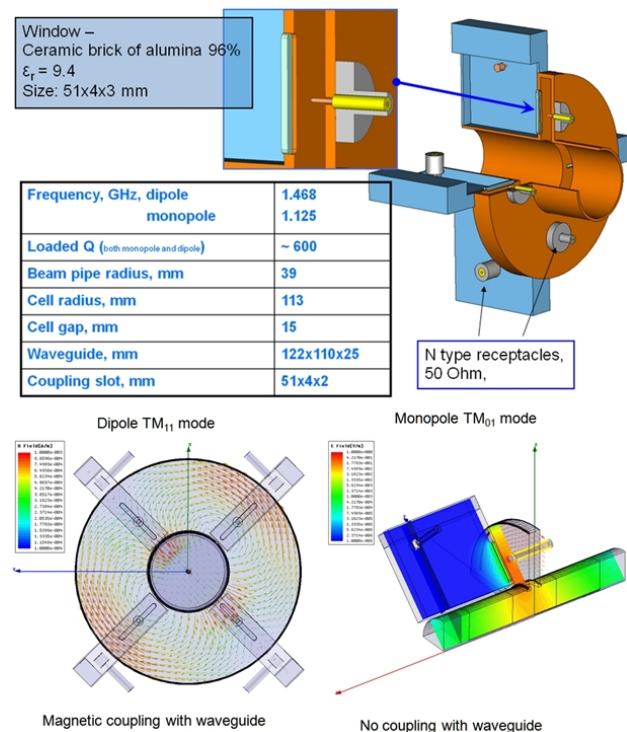 Window –
Ceramic brick of alumina 96%
εr = 9.4
Size: 51x4x3 mm
Frequency, GHz, dipole 1.468
monopole 1.125
Loaded Q (both monopole and dipole) ~ 600
Beam pipe radius, mm 39
Cell radius, mm 113
Cell gap, mm 15
Waveguide, mm 122x110x25
Coupling slot, mm 51x4x2
N type receptacles,
50 Ohm,
Dipole TM11 mode
Monopole TM01 mode
Magnetic coupling with waveguide
No coupling with waveguide